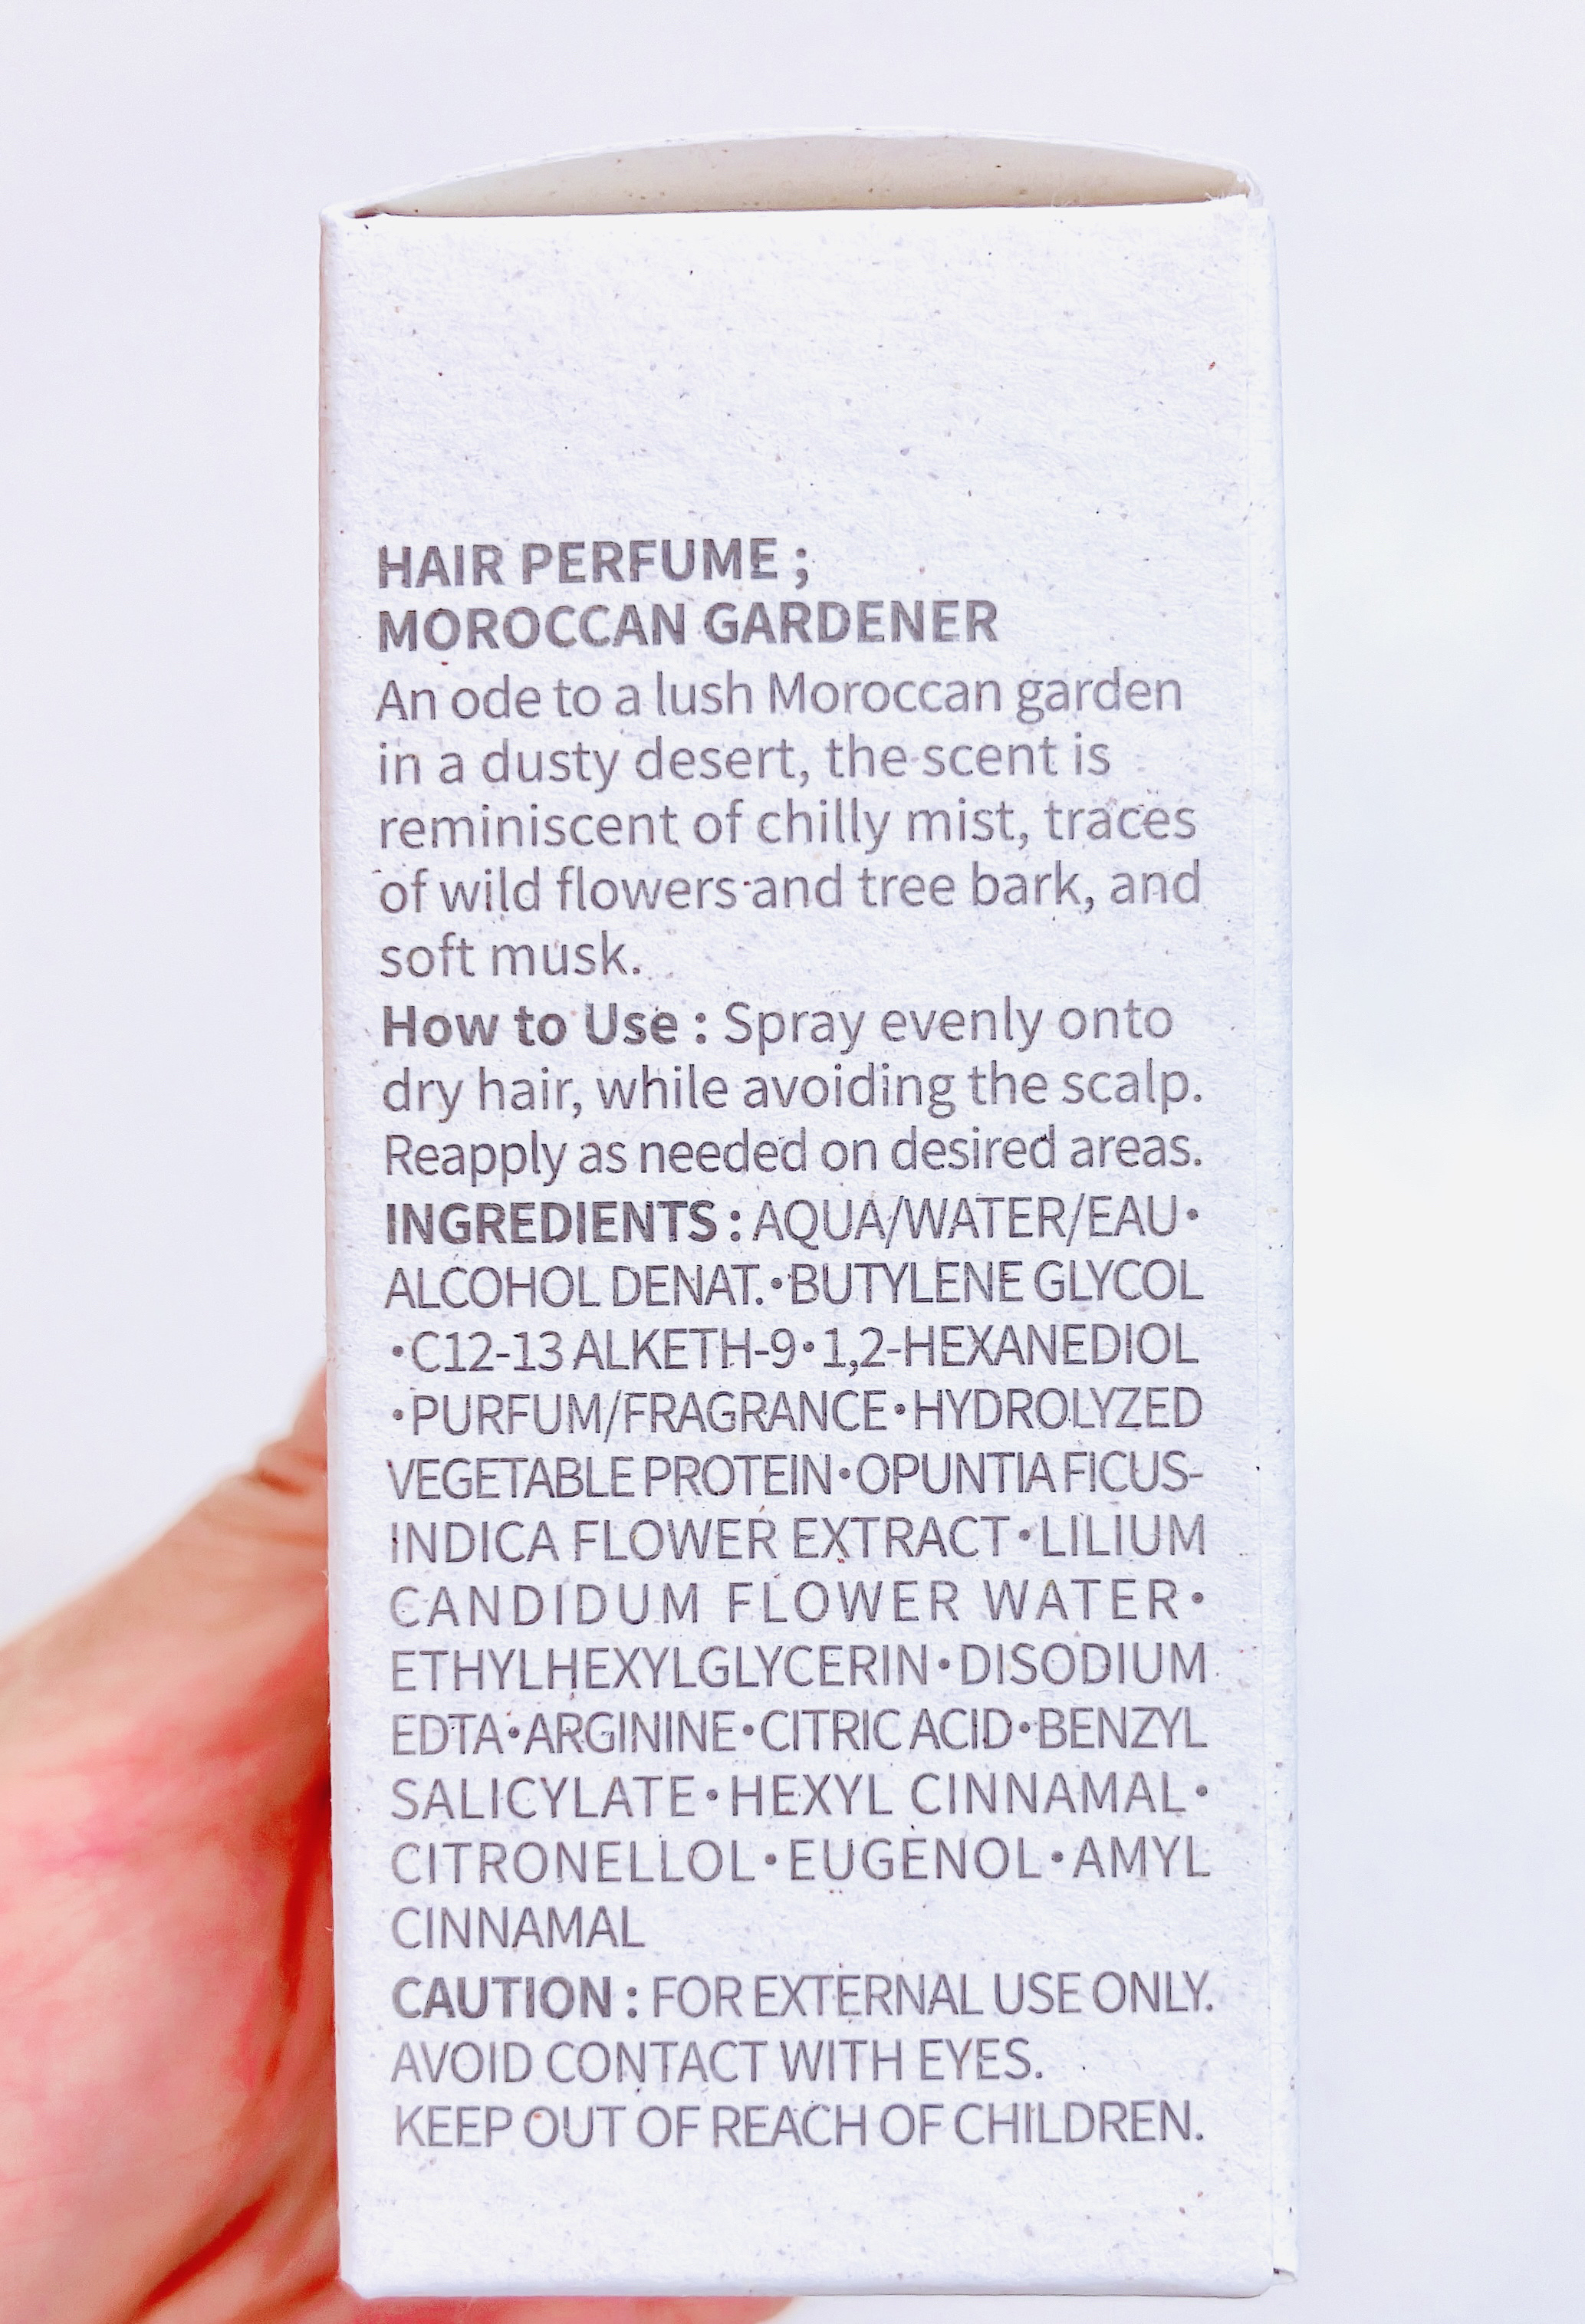 HAIR PERFUME ;
MOROCCAN GARDENER
An ode to a lush Moroccan garden
in a dusty desert, the scent is
reminiscent of chilly mist, traces
of wild flowers and tree bark, and
soft musk.
How to Use : Spray evenly onto
dry hair, while avoiding the scalp.
Reapply as needed on desired areas.
INGREDIENTS : AQUA/WATER/EAU•
ALCOHOL DENAT.•BUTYLENE GLYCOL
•C12-13 ALKETH-9•1,2-HEXANEDIOL
•PURFUM/FRAGRANCE•HYDROLYZED
VEGETABLE PROTEIN•OPUNTIA FICUS-
INDICA FLOWER EXTRACT•LILIUM
CANDIDUM FLOWER WATER•
ETHYLHEXYLGLYCERIN•DISODIUM
EDTA•ARGININE•CITRIC ACID•BENZYL
SALICYLATE•HEXYL CINNAMAL•
CITRONELLOL•EUGENOL•AMYL
CINNAMAL
CAUTION : FOR EXTERNAL USE ONLY.
AVOID CONTACT WITH EYES.
KEEP OUT OF REACH OF CHILDREN.